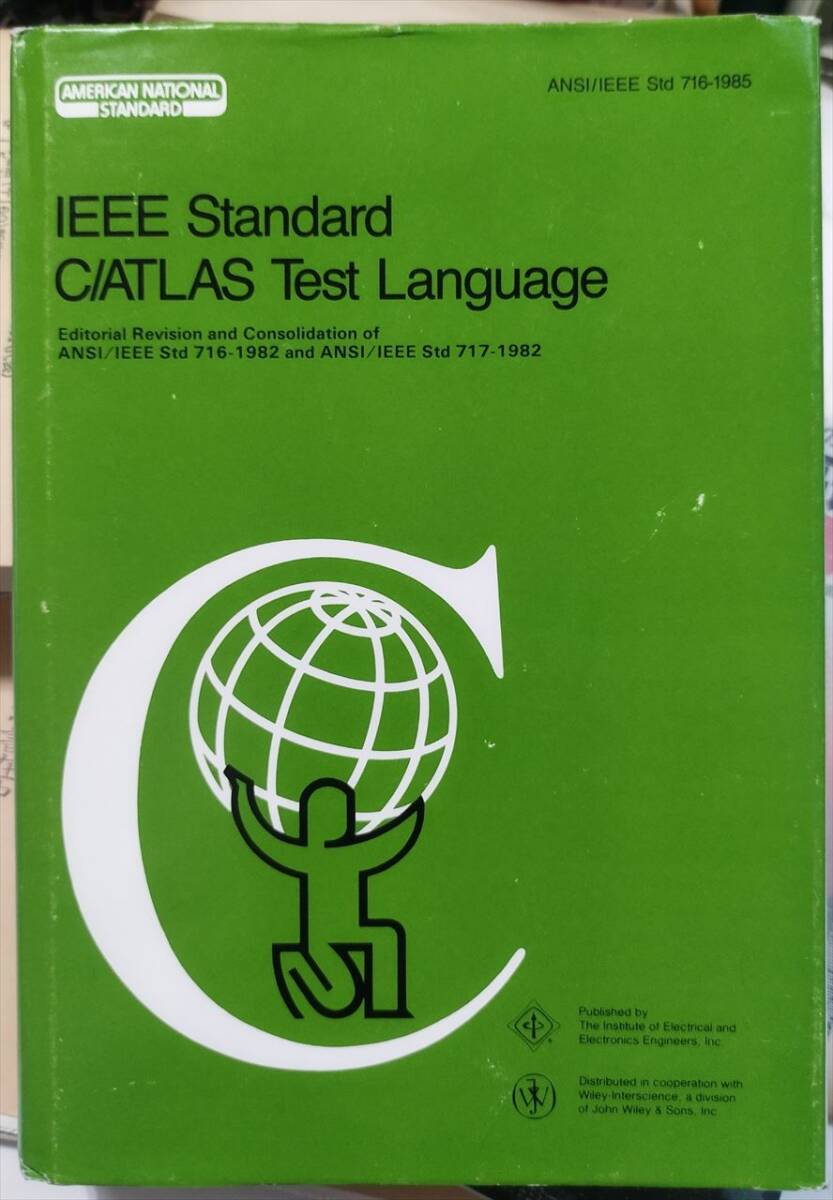 AMERICAN NATIONAL
STANDARD
ANSI/IEEE Std 716-1985
IEEE Standard
C/ATLAS Test Language
Editorial Revision and Consolidation of
ANSI/IEEE Std 716-1982 and ANSI/IEEE Std 717-1982
C
Published by
The Institute of Electrical and
Electronics Engineers, Inc.
Distributed in cooperation with
Wiley-Interscience, a division
of John Wiley & Sons, Inc